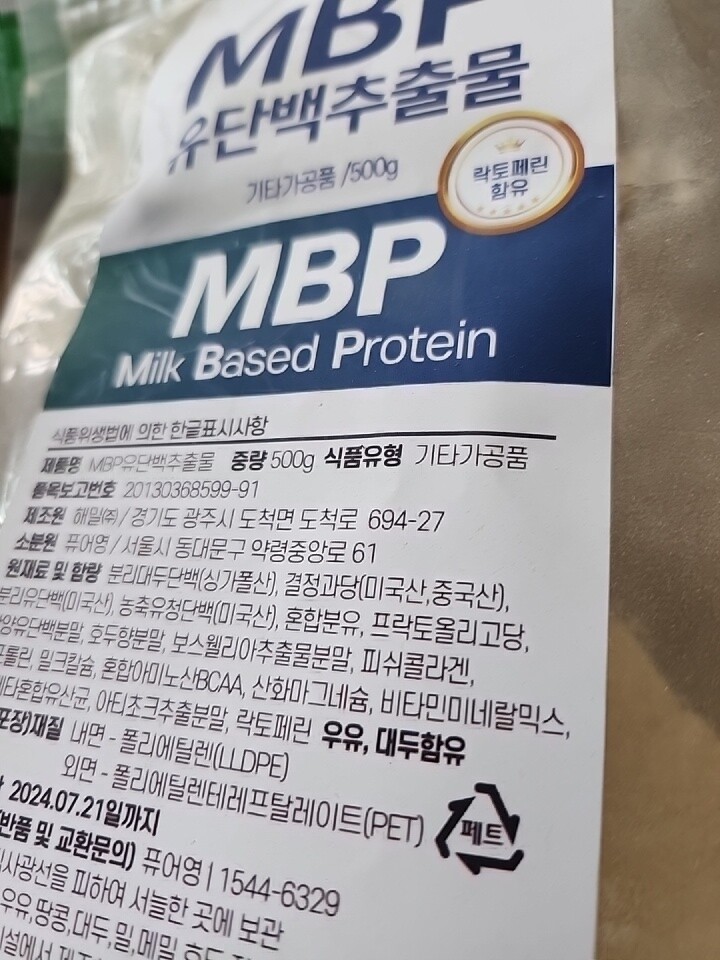 MBP
유단백추출물
기타가공품 /500g
락토페린
함유
MBP
Milk Based Protein
식품위생법에 의한 한글표시사항
제품명 MBP유단백추출물 중량 500g 식품유형 기타가공품
품목보고번호 20130368599-91
제조원 해밀㈜ / 경기도 광주시 도척면 도척로 694-27
소분원 퓨어영 / 서울시 동대문구 약령중앙로 61
원재료 및 함량 분리대두단백(싱가폴산), 결정과당(미국산,중국산),
분리유단백(미국산), 농축유청단백(미국산), 혼합분유, 프락토올리고당,
양유단백분말, 호두향분말, 보스웰리아추출물분말, 피쉬콜라겐,
밀크칼슘, 혼합아미노산BCAA, 산화마그네슘, 비타민미네랄믹스,
혼합유산균, 아티초크추출분말, 락토페린 우유, 대두함유
포장)재질 내면 - 폴리에틸렌(LLDPE)
외면 - 폴리에틸렌테레프탈레이트(PET)
페트
2024.07.21일까지
(반품 및 교환문의) 퓨어영 | 1544-6329
직사광선을 피하여 서늘한 곳에 보관
우유,땅콩,대두,밀,메밀,호두